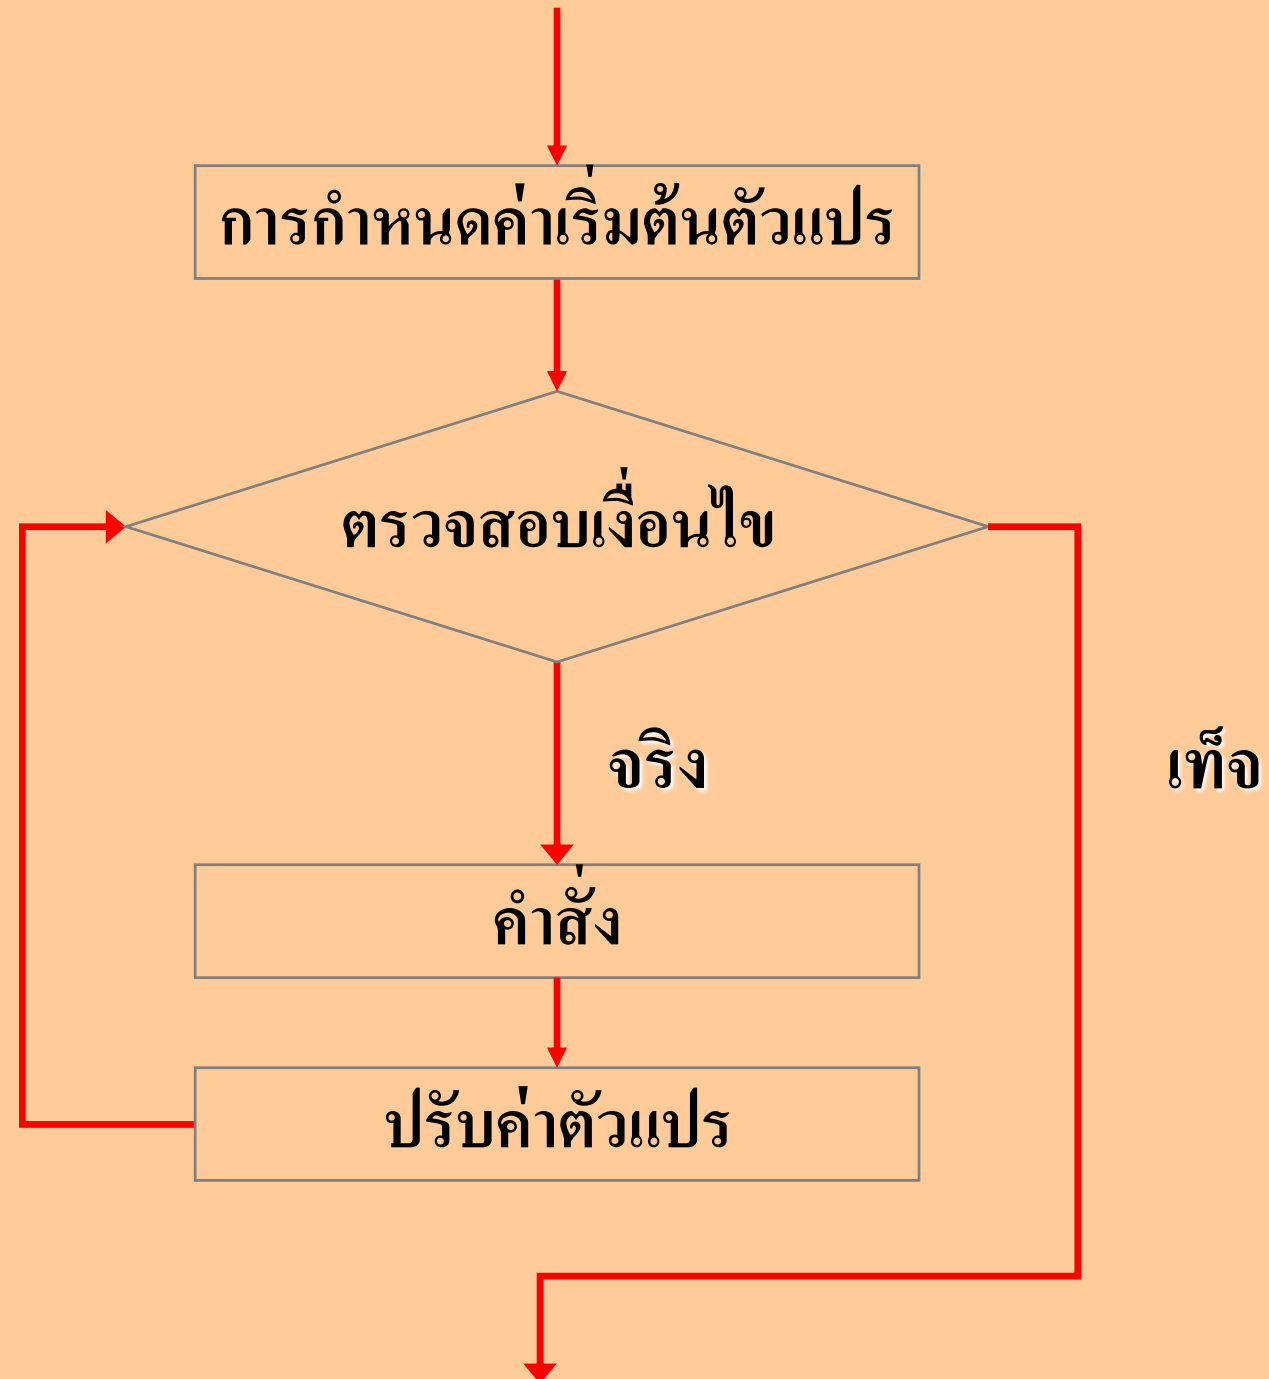 การกำหนดค่าเริ่มต้นตัวแปร
ตรวจสอบเงื่อนไข
จริง
เท็จ
คำสั่ง
ปรับค่าตัวแปร